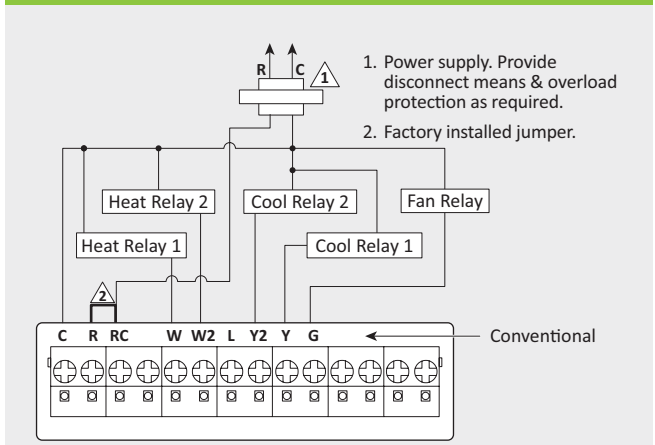 R C 1
1. Power supply. Provide
disconnect means & overload
protection as required.
2. Factory installed jumper.
Heat Relay 2 Cool Relay 2 Fan Relay
Heat Relay 1 Cool Relay 1
2
C R RC W W2 L Y2 Y G Conventional